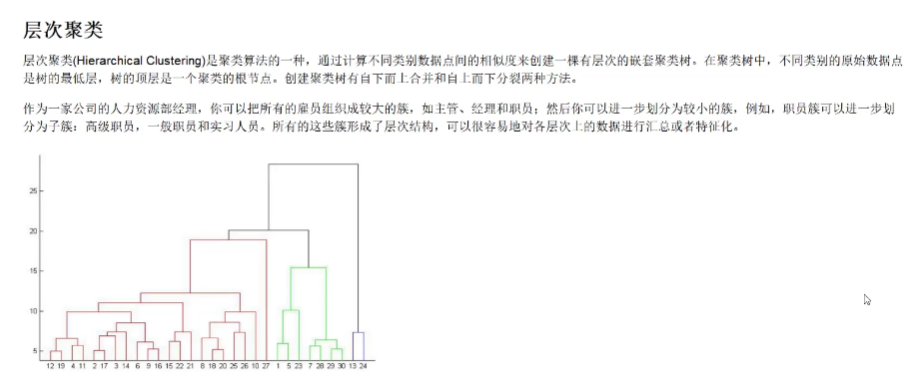 层次聚类
层次聚类(Hierarchical Clustering)是聚类算法的一种，通过计算不同类别数据点间的相似度来创建一棵有层次的嵌套聚类树。在聚类树中，不同类别的原始数据点
是树的最低层，树的顶层是一个聚类的根节点。创建聚类树有自下而上合并和自上而下分裂两种方法。
作为一家公司的人力资源部经理，你可以把所有的雇员组织成较大的簇，如主管、经理和职员；然后你可以进一步划分为较小的簇，例如，职员簇可以进一步划
分为子簇：高级职员，一般职员和实习人员。所有的这些簇形成了层次结构，可以很容易地对各层次上的数据进行汇总或者特征化。
25
20
15
10
5
12 19 4 11 2 17 3 14 6 9 16 15 22 21 8 18 20 25 26 10 27 1 5 23 7 28 29 30 13 24